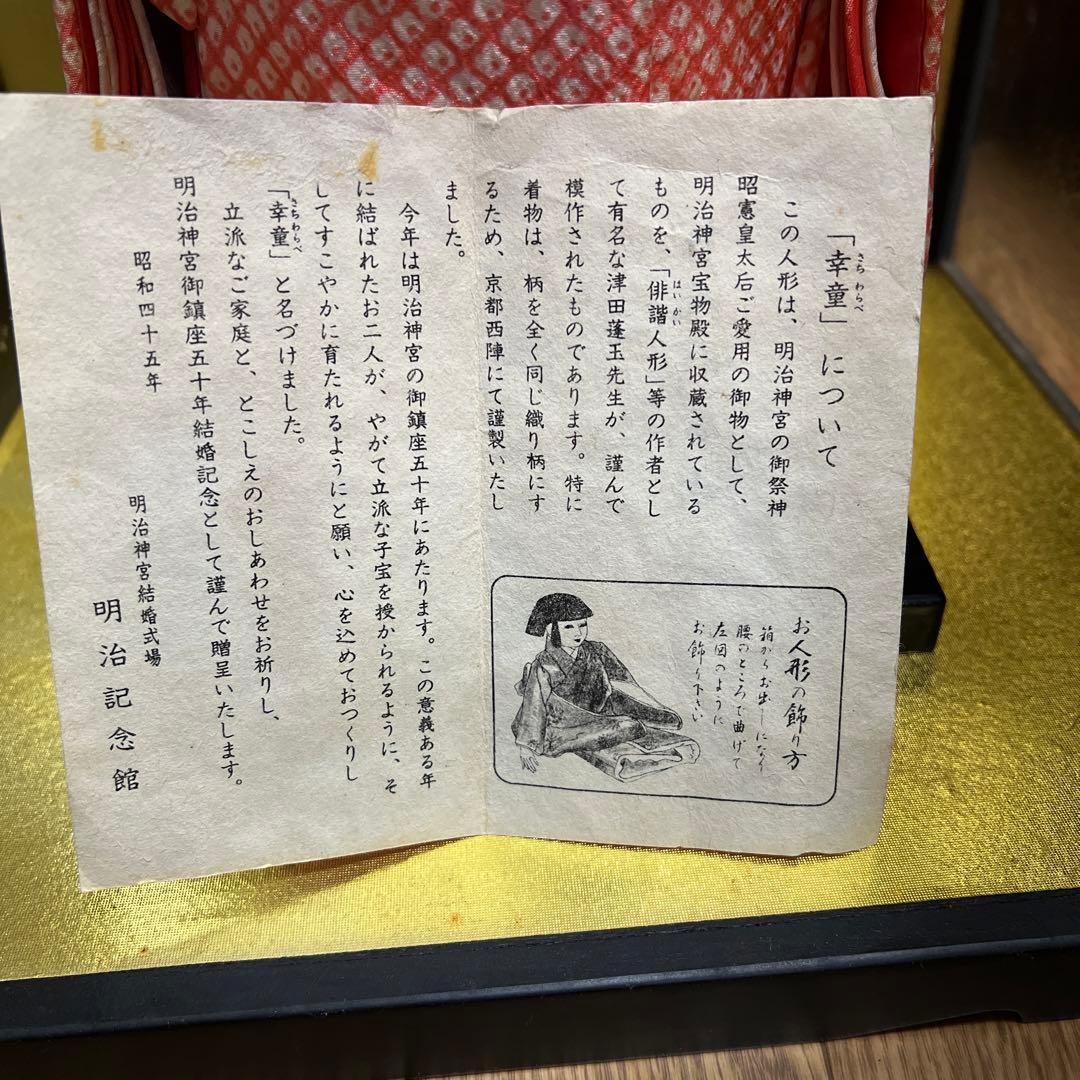 「幸童」について
さち わらべ
この人形は、明治神宮の御祭神
昭憲皇太后ご愛用の御物として、
明治神宮宝物殿に収蔵されている
ものを、「俳諧人形」等の作者とし
はいかい
て有名な津田蓬玉先生が、謹んで
模作されたものであります。特に
着物は、柄を全く同じ織り柄にす
るため、京都西陣にて謹製いたし
ました。
お人形の飾り方
箱からお出しになり
腰のところで曲げて
左図のように
お飾り下さい
今年は明治神宮の御鎮座五十年にあたります。この意義ある年
に結ばれたお二人が、やがて立派な子宝を授かられるように、そ
してすこやかに育たれるようにと願い、心を込めておつくりし
「幸童」と名づけました。
さちわらべ
立派なご家庭と、とこしえのおしあわせをお祈りし、
明治神宮御鎮座五十年結婚記念として謹んで贈呈いたします。
昭和四十五年
明治神宮結婚式場
明治記念館